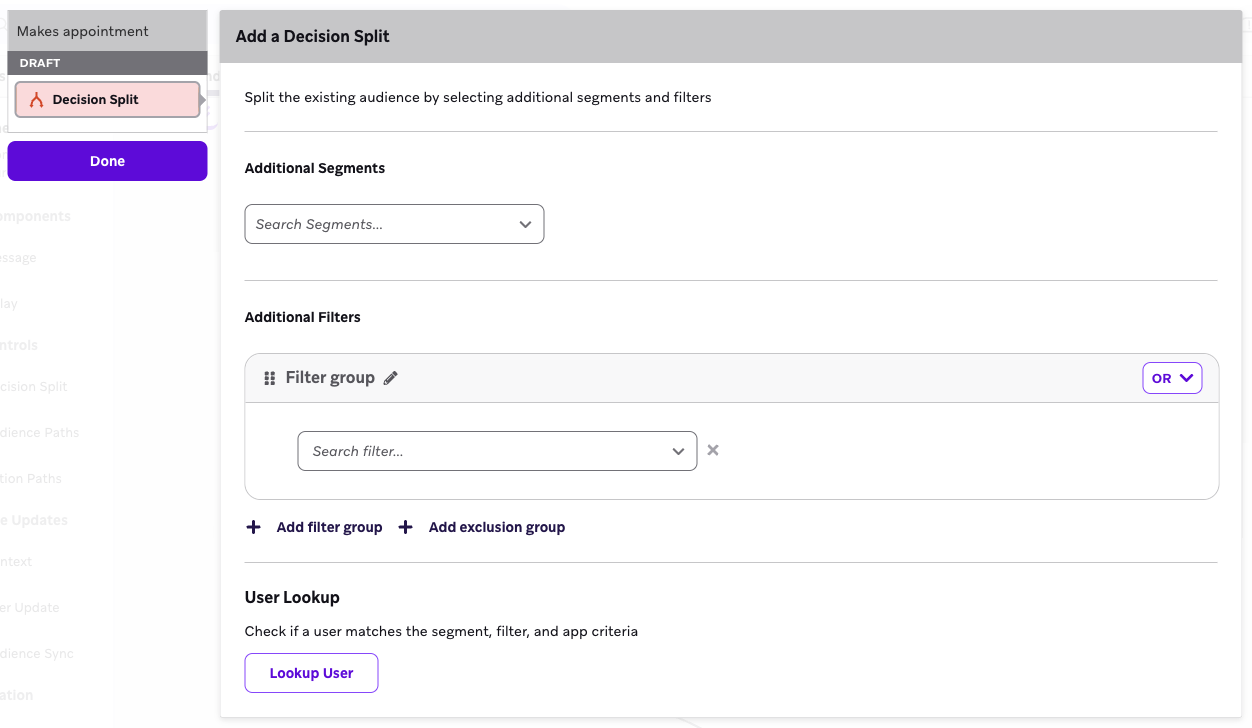 Makes appointment
DRAFT
Decision Split
Done
Add a Decision Split
Split the existing audience by selecting additional segments and filters
Additional Segments
Search Segments...
Additional Filters
Filter group
OR
Search filter...
Add filter group
Add exclusion group
User Lookup
Check if a user matches the segment, filter, and app criteria
Lookup User
omponents
essage
lay
ntrols
cision Split
dience Paths
tion Paths
e Updates
ntext
er Update
dience Sync
ation